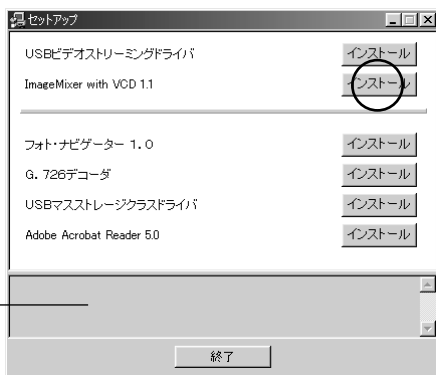 セットアップ
USBビデオストリーミングドライバ インストール
ImageMixer with VCD 1.1 インストール
フォト・ナビゲーター 1.0 インストール
G.726デコーダ インストール
USBマスストレージクラスドライバ インストール
Adobe Acrobat Reader 5.0 インストール
終了